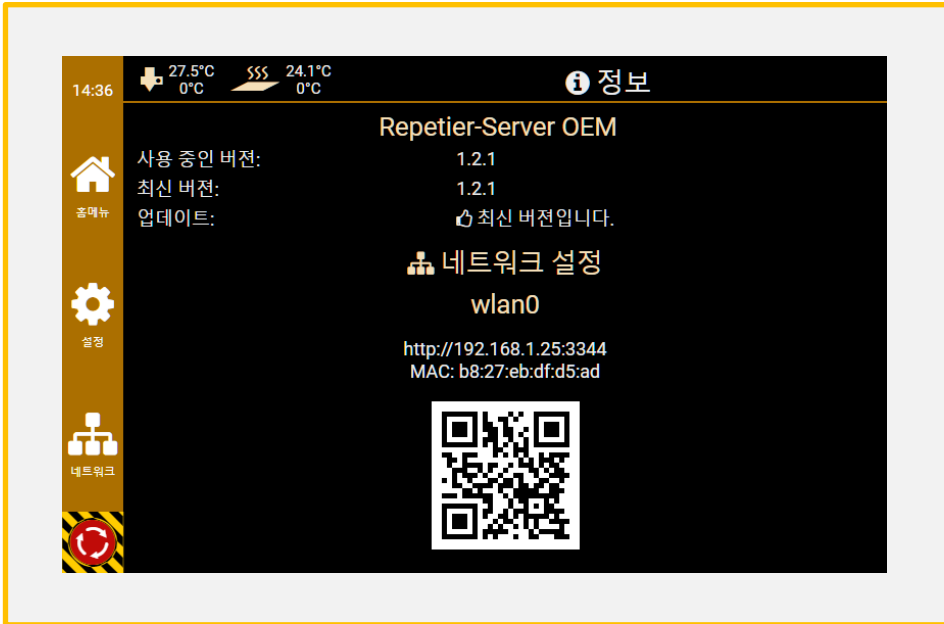 14:36
27.5°C
0°C
24.1°C
0°C
정보
Repetier-Server OEM
사용 중인 버젼: 1.2.1
최신 버젼: 1.2.1
업데이트: 최신 버젼입니다.
네트워크 설정
wlan0
http://192.168.1.25:3344
MAC: b8:27:eb:df:d5:ad
홈메뉴
설정
네트워크